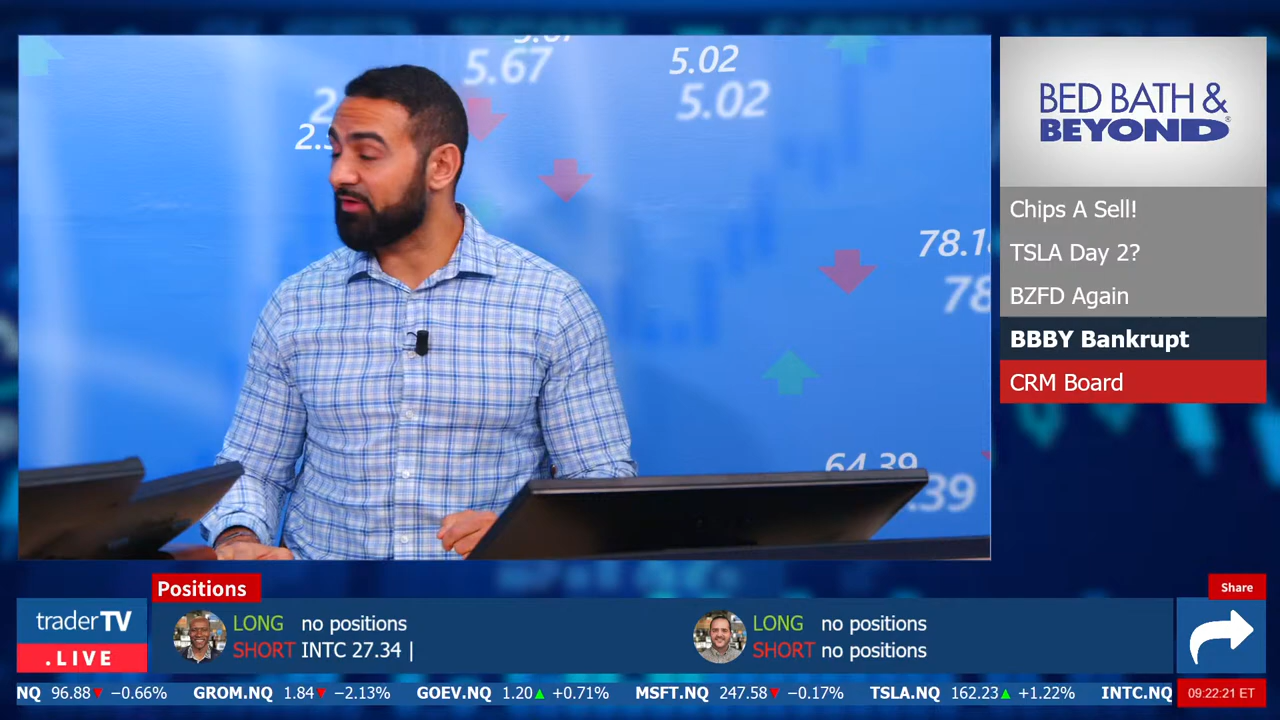 5.67
5.67
5.02
5.02
78.18
78
64.39
.39
BED BATH &
BEYOND®
Chips A Sell!
TSLA Day 2?
BZFD Again
BBBY Bankrupt
CRM Board
Positions
LONG no positions
SHORT INTC 27.34 |
LONG no positions
SHORT no positions
traderTV
.LIVE
Share
NQ 96.88▼ −0.66% GROM.NQ 1.84▼ −2.13% GOEV.NQ 1.20▲ +0.71% MSFT.NQ 247.58▼ −0.17% TSLA.NQ 162.23▲ +1.22% INTC.NQ
09:22:21 ET